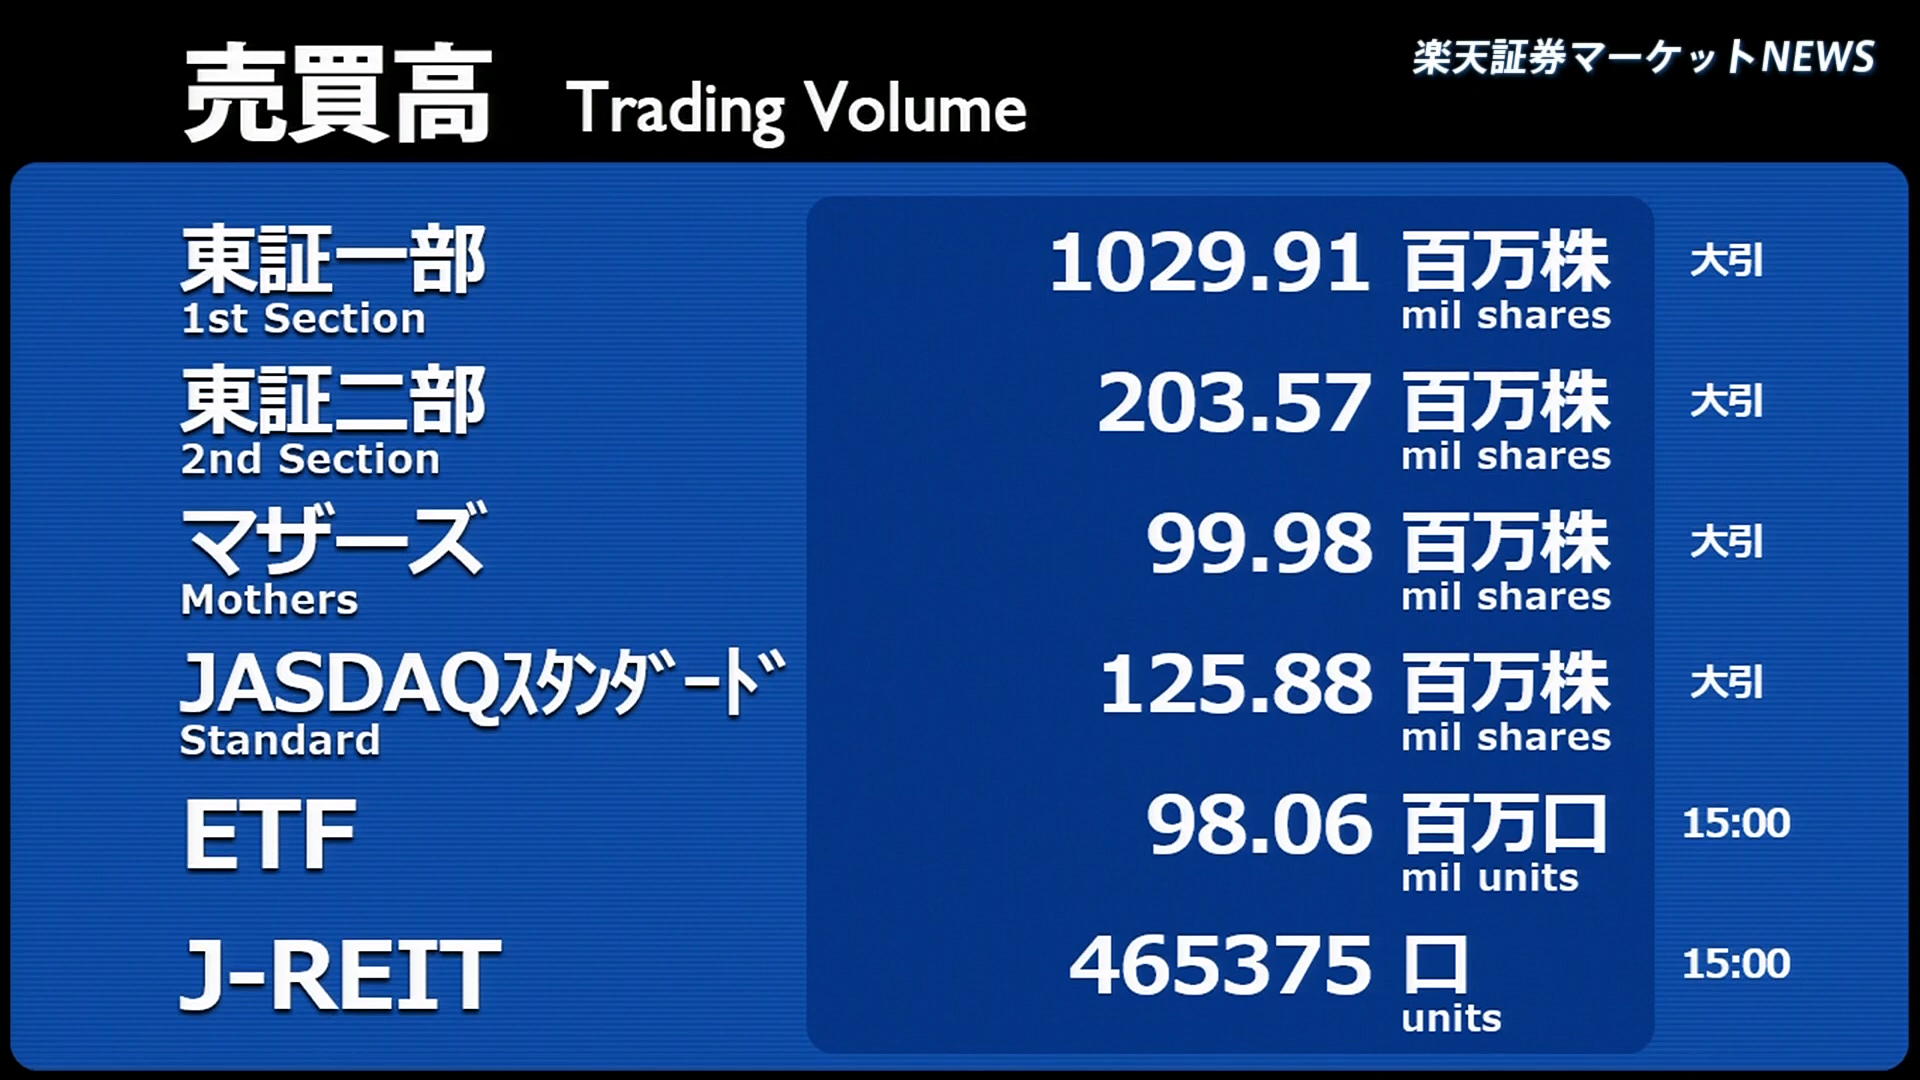 売買高 Trading Volume
楽天証券マーケットNEWS
東証一部 1029.91 百万株 大引
1st Section mil shares
東証二部 203.57 百万株 大引
2nd Section mil shares
マザーズ 99.98 百万株 大引
Mothers mil shares
JASDAQｽﾀﾝﾀﾞｰﾄﾞ 125.88 百万株 大引
Standard mil shares
ETF 98.06 百万口 15:00
mil units
J-REIT 465375 口 15:00
units